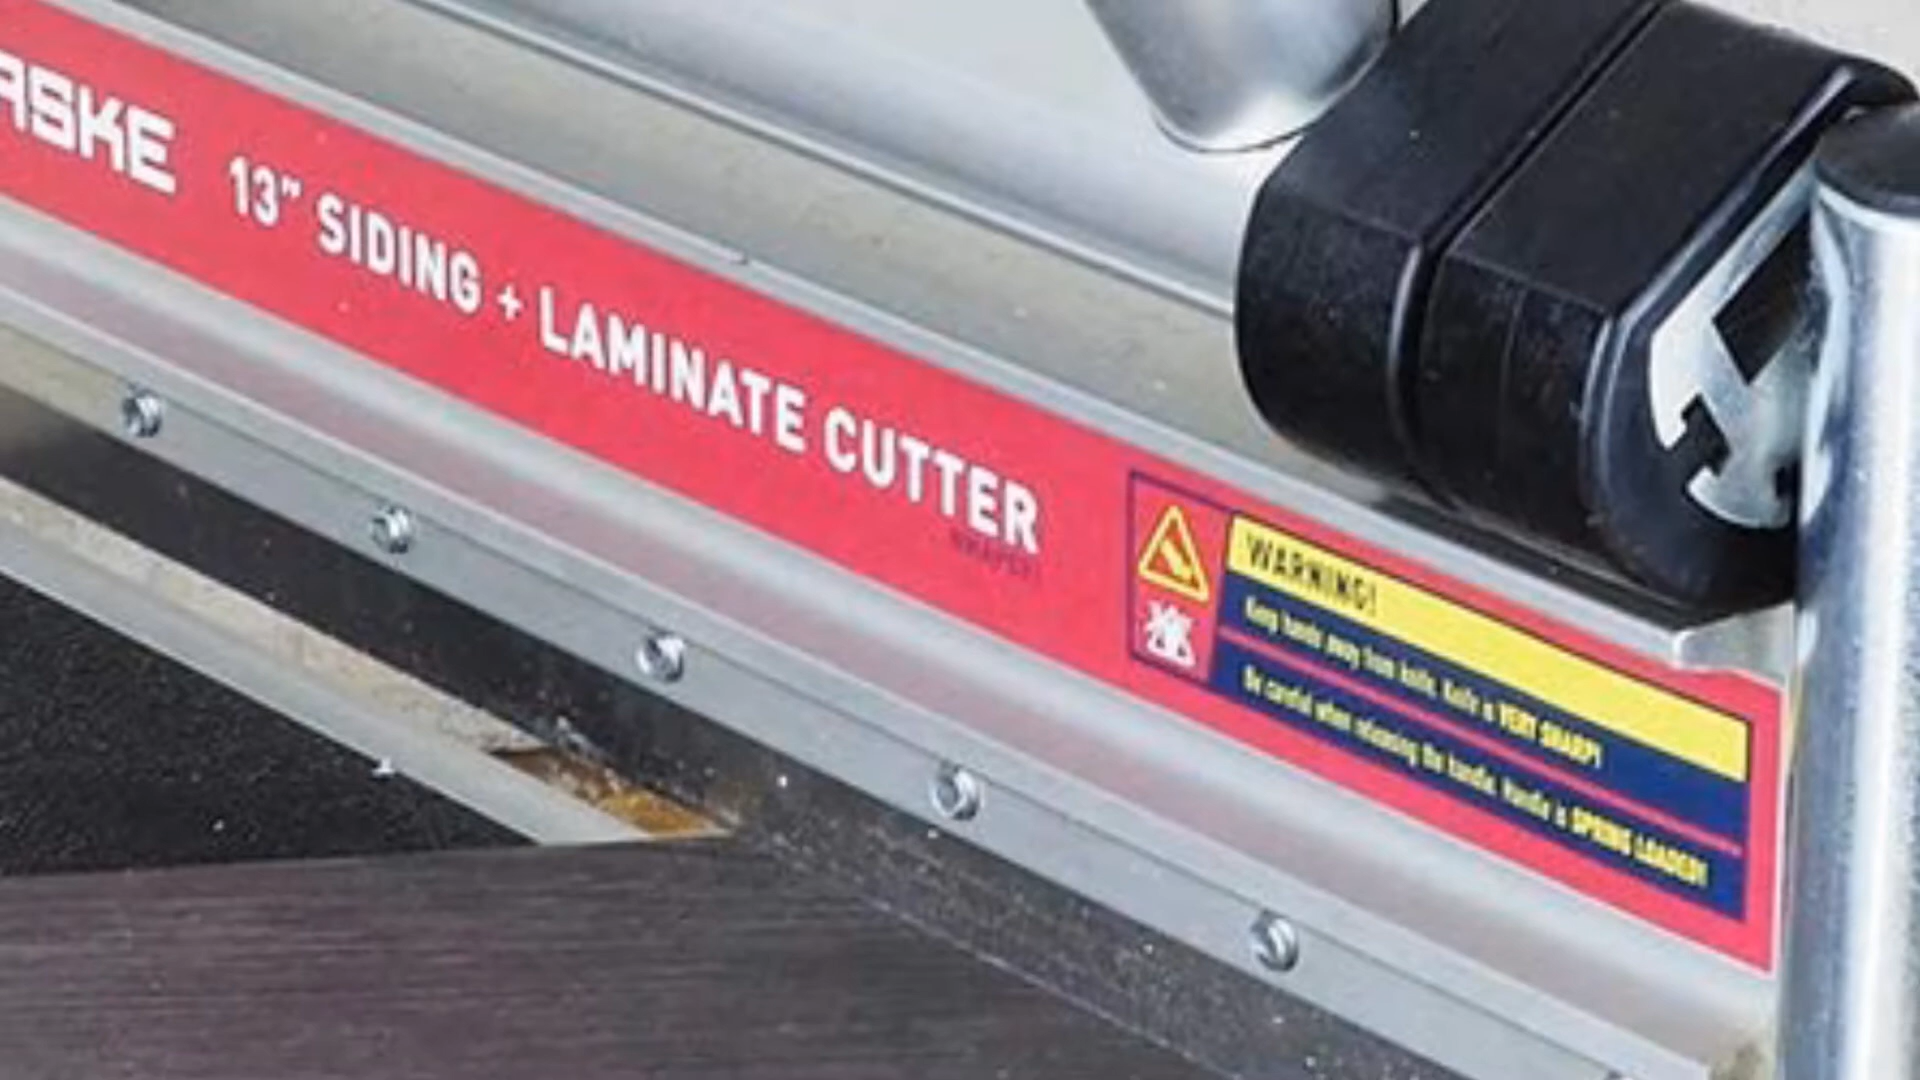 ASKE 13” SIDING + LAMINATE CUTTER
WARNING!
Keep hands away from knife. Knife is VERY SHARP!
Be careful when releasing the handle. Handle is SPRING LOADED!